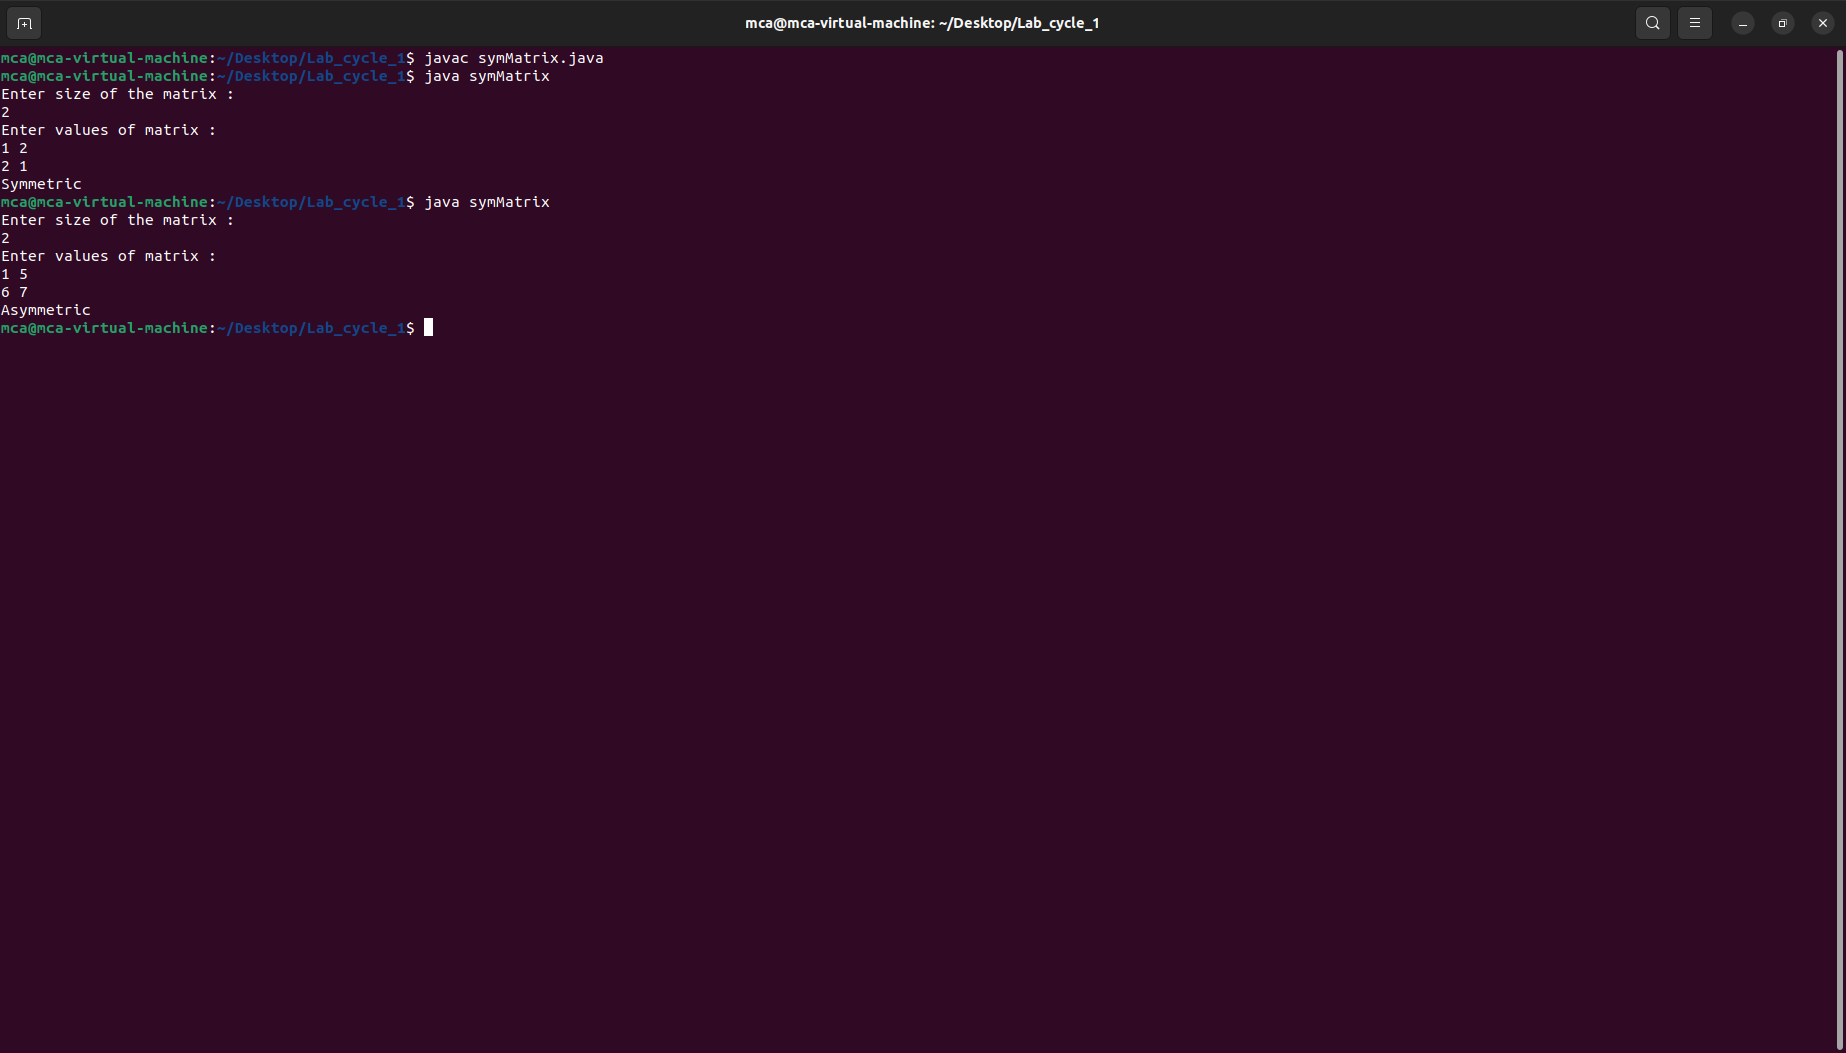 mca@mca-virtual-machine: ~/Desktop/Lab_cycle_1
mca@mca-virtual-machine:~/Desktop/Lab_cycle_1$ javac symMatrix.java
mca@mca-virtual-machine:~/Desktop/Lab_cycle_1$ java symMatrix
Enter size of the matrix :
2
Enter values of matrix :
1 2
2 1
Symmetric
mca@mca-virtual-machine:~/Desktop/Lab_cycle_1$ java symMatrix
Enter size of the matrix :
2
Enter values of matrix :
1 5
6 7
Asymmetric
mca@mca-virtual-machine:~/Desktop/Lab_cycle_1$